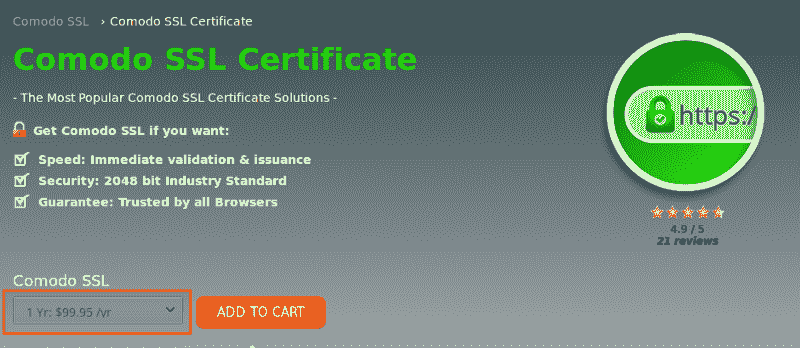 Comodo SSL › Comodo SSL Certificate
Comodo SSL Certificate
- The Most Popular Comodo SSL Certificate Solutions -
Get Comodo SSL if you want:
Speed: Immediate validation & issuance
Security: 2048 bit Industry Standard
Guarantee: Trusted by all Browsers
https:/
4.9 / 5
21 reviews
Comodo SSL
1 Yr: $99.95 /yr
ADD TO CART